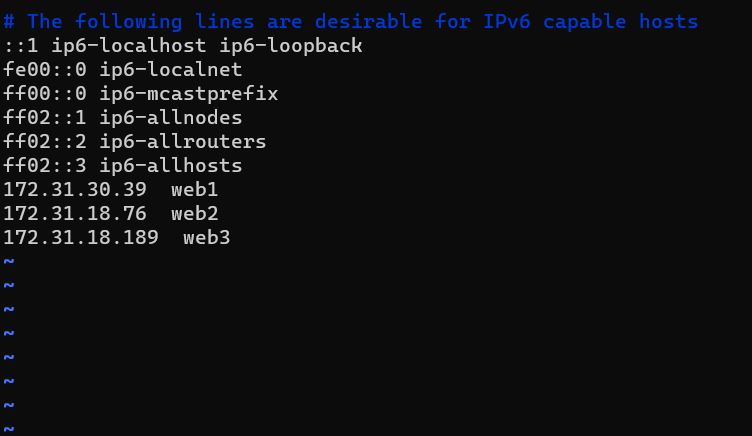 # The following lines are desirable for IPv6 capable hosts
::1 ip6-localhost ip6-loopback
fe00::0 ip6-localnet
ff00::0 ip6-mcastprefix
ff02::1 ip6-allnodes
ff02::2 ip6-allrouters
ff02::3 ip6-allhosts
172.31.30.39  web1
172.31.18.76  web2
172.31.18.189  web3
~
~
~
~
~
~
~
~